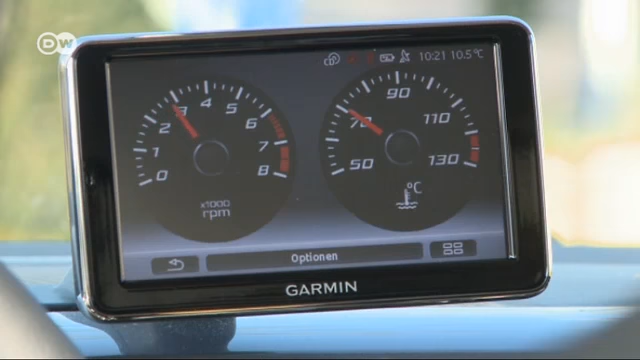 DW
10:21 10.5°C
0 1 2 3 4 5 6 7 8
x1000
rpm
50 70 90 110 130
°C
Optionen
GARMIN